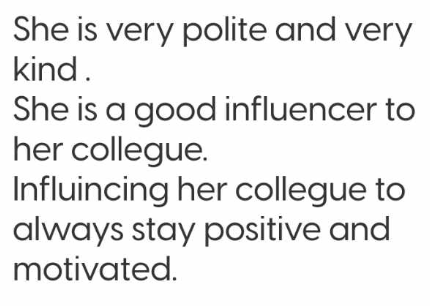 She is very polite and very
kind .
She is a good influencer to
her collegue.
Influincing her collegue to
always stay positive and
motivated.